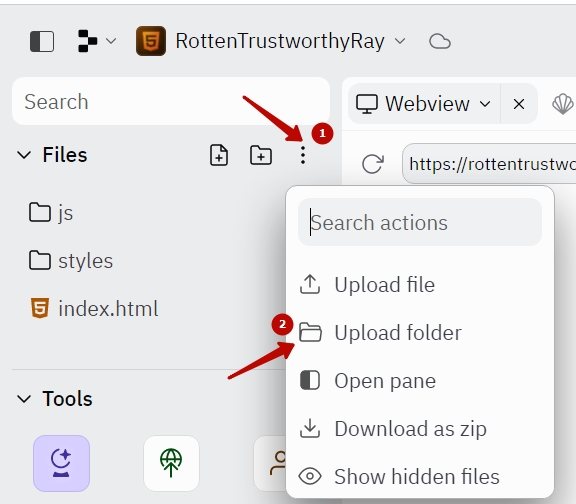 RottenTrustworthyRay
Search
Webview
1
Files
https://rottentrustwo
js
Search actions
styles
Upload file
index.html
2
Upload folder
Open pane
Tools
Download as zip
Show hidden files